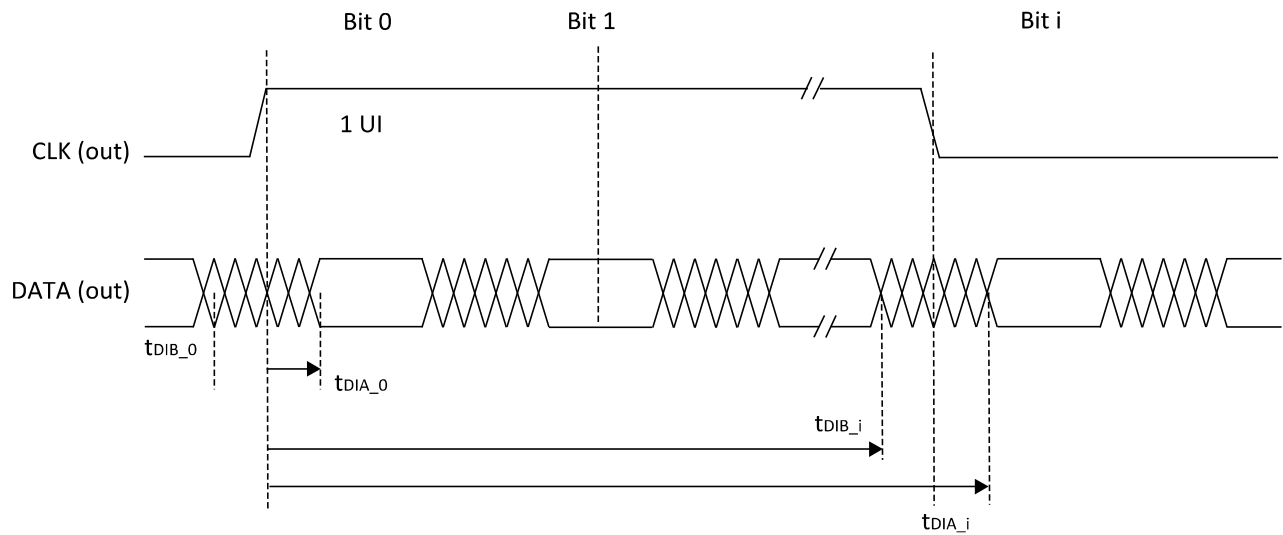 Bit 0 Bit 1 Bit i
1 UI
CLK (out)
DATA (out)
tDIB_0
tDIA_0
tDIB_i
tDIA_i